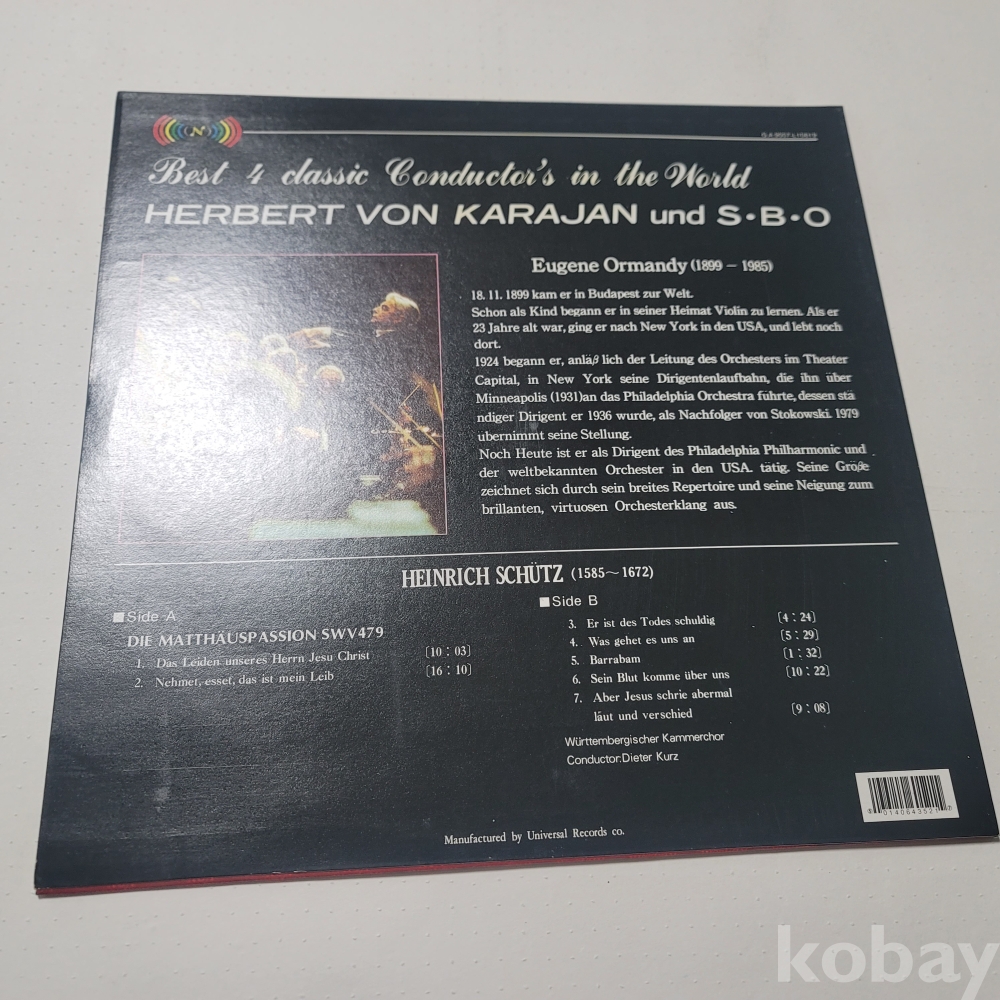 N
Best 4 classic Conductor's in the World
HERBERT VON KARAJAN und S•B•O
Eugene Ormandy (1899 – 1985)
18. 11. 1899 kam er in Budapest zur Welt.
Schon als Kind begann er in seiner Heimat Violin zu lernen. Als er
23 Jahre alt war, ging er nach New York in den USA, und lebt noch
dort.
1924 begann er, anläβ lich der Leitung des Orchesters im Theater
Capital, in New York seine Dirigentenlaufbahn, die ihn über
Minneapolis (1931)an das Philadelphia Orchestra führte, dessen stä
ndiger Dirigent er 1936 wurde, als Nachfolger von Stokowski. 1979
ubernimmt seine Stellung.
Noch Heute ist er als Dirigent des Philadelphia Philharmonic und
der weltbekannten Orchester in den USA. tätig. Seine Gröβe
zeichnet sich durch sein breites Repertoire und seine Neigung zum
brillanten, virtuosen Orchesterklang aus.
HEINRICH SCHÜTZ (1585～1672)
■Side A
DIE MATTHÄUSPASSION SWV479
1. Das Leiden unseres Herrn Jesu Christ [10 : 03]
2. Nehmet, esset, das ist mein Leib [16 : 10]
■Side B
3. Er ist des Todes schuldig [4 : 24]
4. Was gehet es uns an [5 : 29]
5. Barrabam [1 : 32]
6. Sein Blut komme über uns [10 : 22]
7. Aber Jesus schrie abermal
läut und verschied [9 : 08]
Württembergischer Kammerchor
Conductor:Dieter Kurz
Manufactured by Universal Records co.
kobay